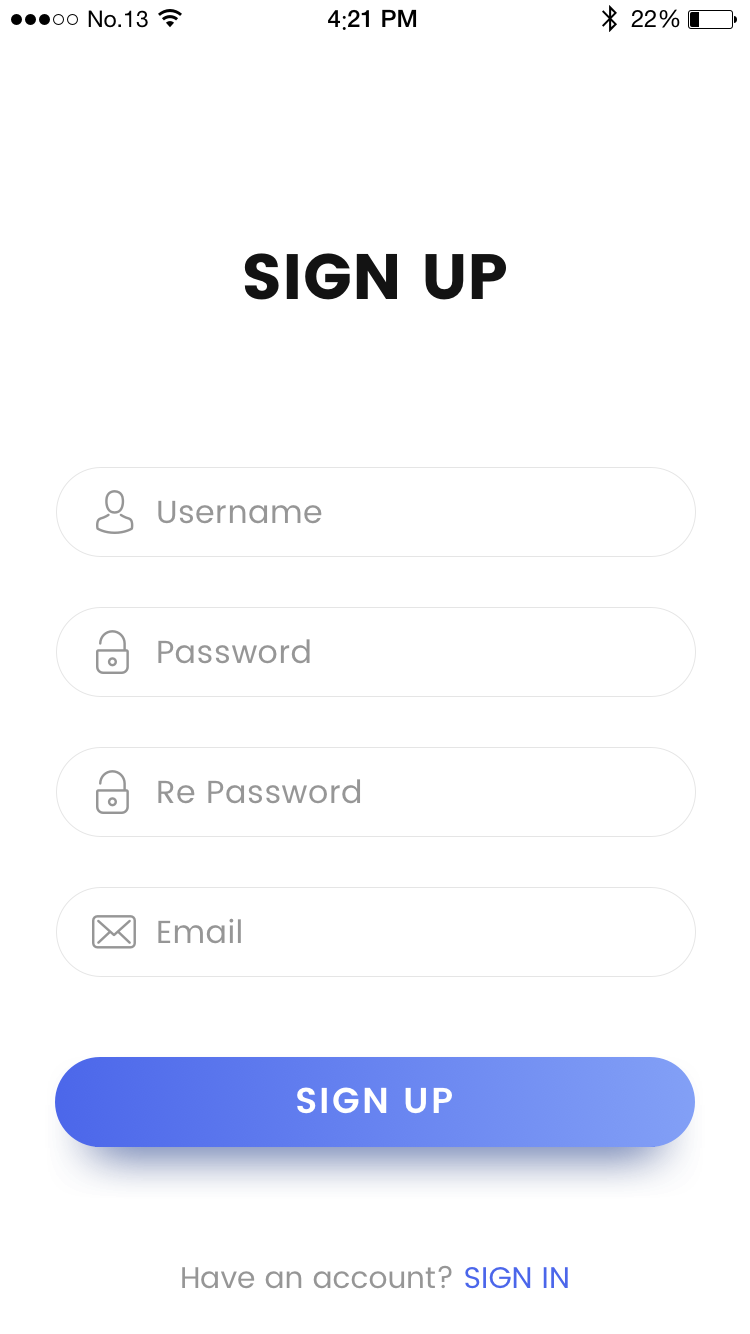 No.13 4:21 PM 22%
SIGN UP
Username
Password
Re Password
Email
SIGN UP
Have an account? SIGN IN